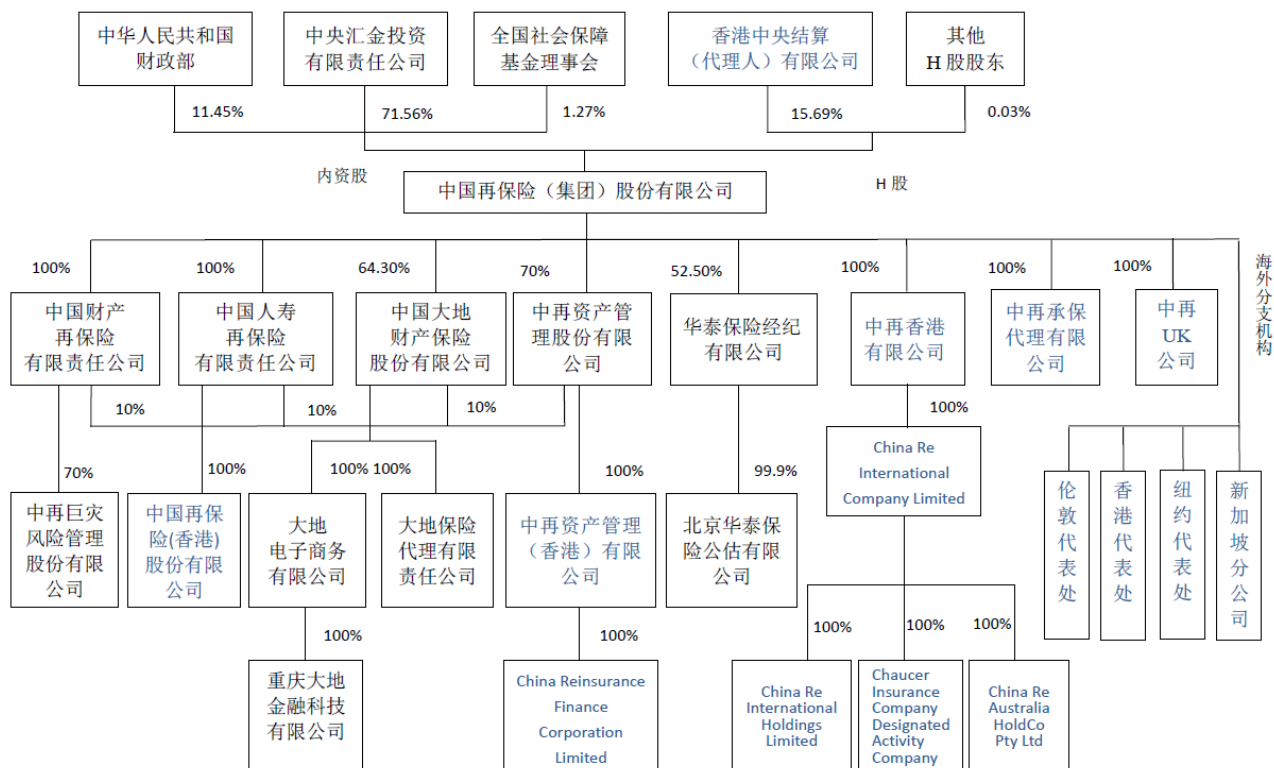 中华人民共和国
财政部
中央汇金投资
有限责任公司
全国社会保障
基金理事会
香港中央结算
（代理人）有限公司
其他
H 股股东
11.45%
71.56%
1.27%
15.69%
0.03%
内资股
中国再保险（集团）股份有限公司
H 股
100%
100%
64.30%
70%
52.50%
100%
100%
100%
海外分支机构
中国财产
再保险
有限责任公司
中国人寿
再保险
有限责任公司
中国大地
财产保险
股份有限公司
中再资产管
理股份有限
公司
华泰保险经纪
有限公司
中再香港
有限公司
中再承保
代理有限
公司
中再
UK
公司
10%
10%
10%
100%
China Re
International
Company Limited
70%
100%
100%
100%
100%
99.9%
中再巨灾
风险管理
股份有限
公司
中国再保
险(香港)
股份有限
公司
大地
电子商务
有限公司
大地保险
代理有限
责任公司
中再资产管理
（香港）有限
公司
北京华泰保
险公估有限
公司
伦敦代表处
香港代表处
纽约代表处
新加坡分公司
100%
100%
100%
100%
100%
重庆大地
金融科技
有限公司
China Reinsurance
Finance
Corporation
Limited
China Re
International
Holdings
Limited
Chaucer
Insurance
Company
Designated
Activity
Company
China Re
Australia
HoldCo
Pty Ltd